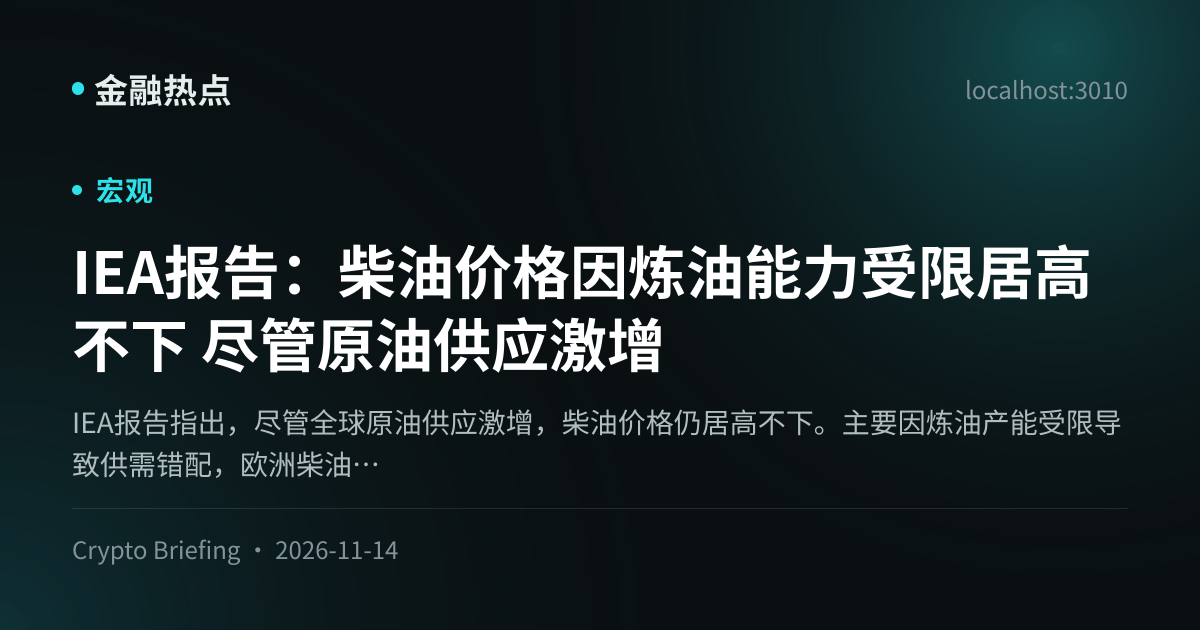 金融热点
localhost:3010
宏观
IEA报告：柴油价格因炼油能力受限居高
不下 尽管原油供应激增
IEA报告指出，尽管全球原油供应激增，柴油价格仍居高不下。主要因炼油产能受限导
致供需错配，欧洲柴油…
Crypto Briefing · 2026-11-14